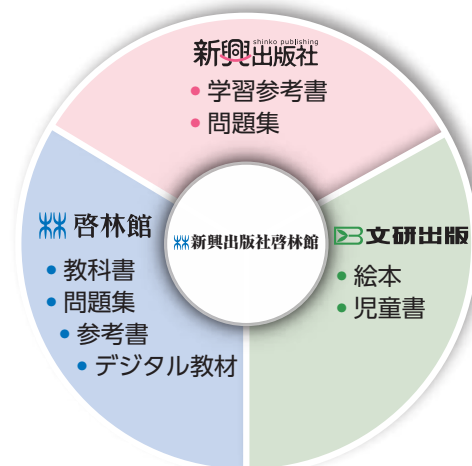 shinko publishing
新興出版社
• 学習参考書
• 問題集
啓林館
• 教科書
• 問題集
• 参考書
• デジタル教材
新興出版社啓林館
文研出版
• 絵本
• 児童書